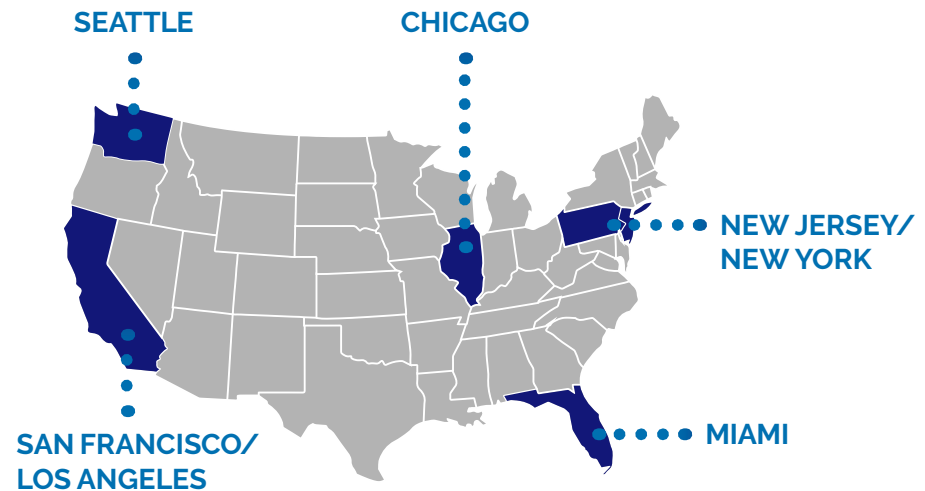 SEATTLE
CHICAGO
NEW JERSEY/
NEW YORK
MIAMI
SAN FRANCISCO/
LOS ANGELES